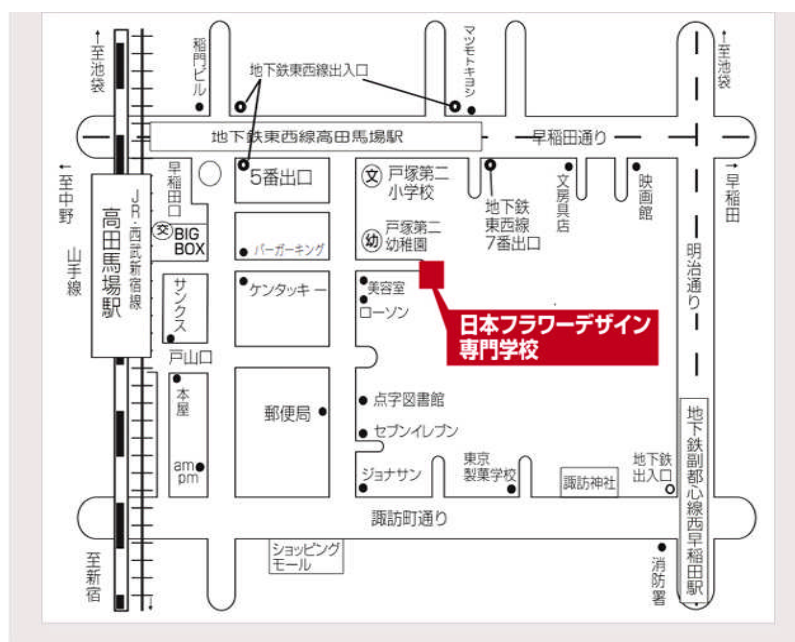 ←至池袋
稲門ビル
地下鉄東西線出入口
マツモトキヨシ
←至池袋
地下鉄東西線高田馬場駅
早稲田通り
←至中野
早稲田口
5番出口
文
戸塚第二
小学校
地下鉄
東西線
7番出口
文房具店
映画館
→早稲田
JR・西武新宿線
高田馬場駅
山手線
交
BIG
BOX
バーガーキング
幼
戸塚第二
幼稚園
明治通り
サンクス
ケンタッキー
美容室
ローソン
日本フラワーデザイン
専門学校
戸山口
本屋
郵便局
点字図書館
セブンイレブン
am
pm
ジョナサン
東京
製菓学校
諏訪神社
地下鉄
出入口
地下鉄副都心線西早稲田駅
諏訪町通り
至新宿
ショッピング
モール
消防署